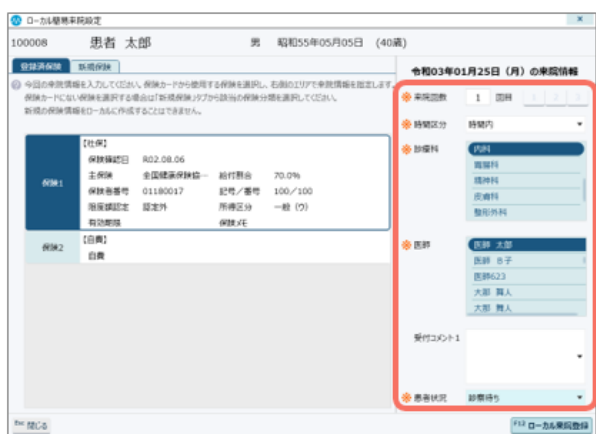 ローカル簡易来院設定
100008 患者 太郎 男 昭和55年05月05日 (40歳)
登録済保険 新規保険
今回の来院情報を入力してください。保険カードから使用する保険を選択し、右側のエリアで来院情報を指定します。
保険カードにない保険を選択する場合は「新規保険」タブから該当の保険分類を選択してください。
新規の保険情報をローカルに作成することはできません。
保険1
【社保】
保険確認日 R02.08.06
主保険 全国健康保険協… 給付割合 70.0%
保険者番号 01180017 記号/番号 100/100
限度額認定 認定外 所得区分 一般 (ウ)
有効期限 保険メモ
保険2
【自費】
自費
令和03年01月25日 (月) の来院情報
来院回数 1 回目
時間区分 時間内
診療科 内科
胃腸科
精神科
皮膚科
整形外科
医師 医師 太郎
医師 B子
医師623
大部 舞人
大部 舞人
受付コメント1
患者状況 診察待ち
Esc 閉じる
F12 ローカル来院登録